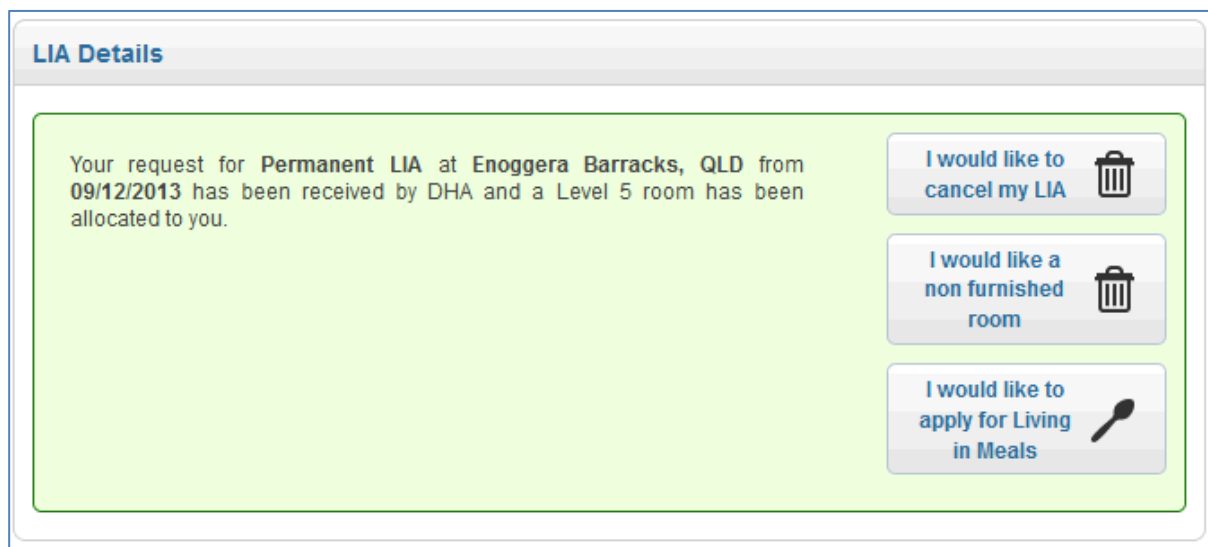 LIA Details
Your request for Permanent LIA at Enoggera Barracks, QLD from
09/12/2013 has been received by DHA and a Level 5 room has been
allocated to you.
I would like to
cancel my LIA
I would like a
non furnished
room
I would like to
apply for Living
in Meals